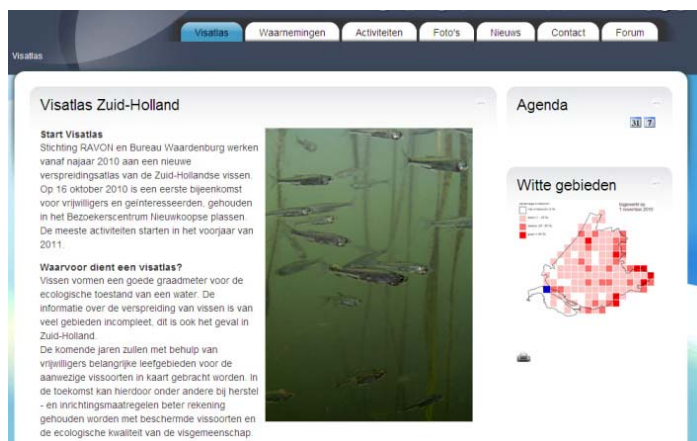 Visatlas Waarnemingen Activiteiten Foto's Nieuws Contact Forum
Visatlas
Visatlas Zuid-Holland
Start Visatlas
Stichting RAVON en Bureau Waardenburg werken
vanaf najaar 2010 aan een nieuwe
verspreidingsatlas van de Zuid-Hollandse vissen.
Op 16 oktober 2010 is een eerste bijeenkomst
voor vrijwilligers en geïnteresseerden, gehouden
in het Bezoekerscentrum Nieuwkoopse plassen.
De meeste activiteiten starten in het voorjaar van
2011.
Waarvoor dient een visatlas?
Vissen vormen een goede graadmeter voor de
ecologische toestand van een water. De
informatie over de verspreiding van vissen is van
veel gebieden incompleet, dit is ook het geval in
Zuid-Holland.
De komende jaren zullen met behulp van
vrijwilligers belangrijke leefgebieden voor de
aanwezige vissoorten in kaart gebracht worden. In
de toekomst kan hierdoor onder andere bij herstel
- en inrichtingsmaatregelen beter rekening
gehouden worden met beschermde vissoorten en
de ecologische kwaliteit van de visgemeenschap.
Agenda
31 7
Witte gebieden
1 november 2010